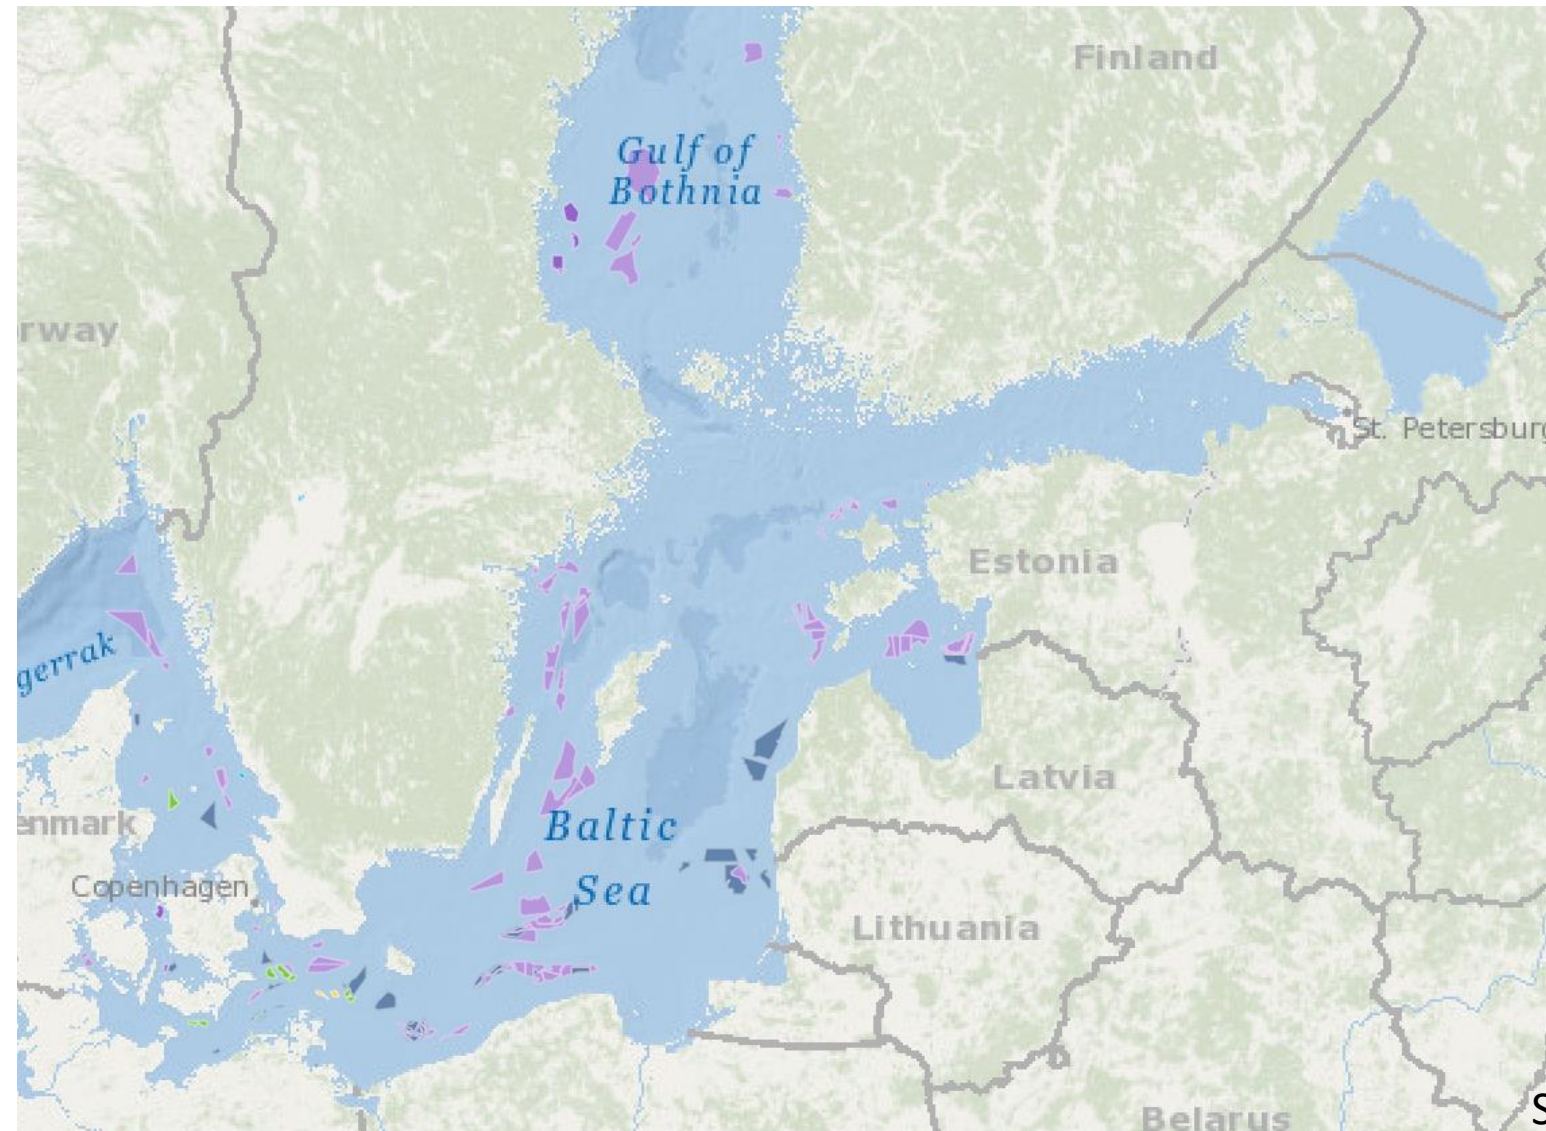 Finland
Gulf of
Bothnia
rway
St. Petersburg
Estonia
gerrak
Latvia
enmark
Baltic
Copenhagen
Sea
Lithuania
Belarus
S